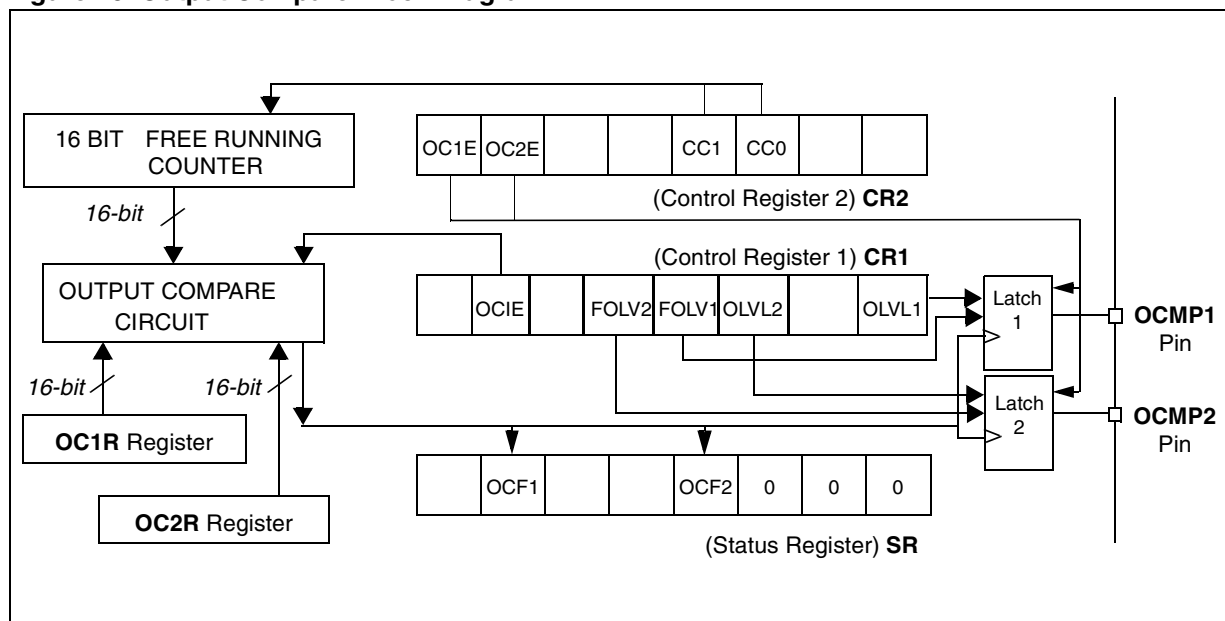 16 BIT FREE RUNNING
COUNTER
OC1E OC2E CC1 CC0
(Control Register 2) CR2
16-bit
(Control Register 1) CR1
OUTPUT COMPARE
CIRCUIT
OCIE FOLV2 FOLV1 OLVL2 OLVL1
Latch
1
OCMP1
Pin
16-bit
16-bit
Latch
2
OCMP2
Pin
OC1R Register
OCF1 OCF2 0 0 0
OC2R Register
(Status Register) SR